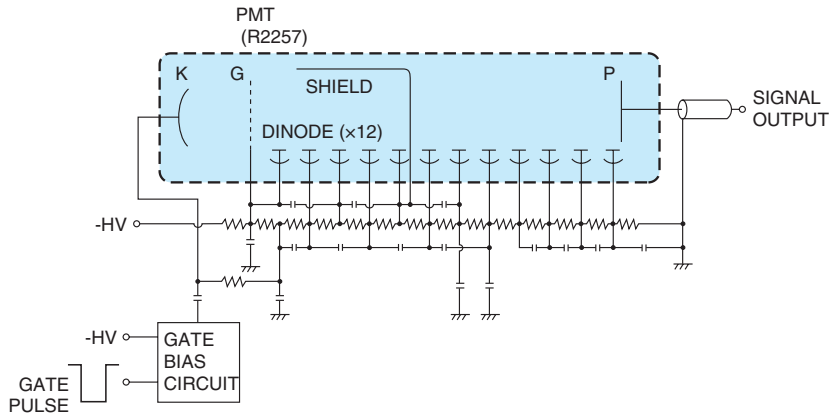 PMT
(R2257)
K
G
SHIELD
P
DINODE (×12)
SIGNAL
OUTPUT
-HV
-HV
GATE
BIAS
CIRCUIT
GATE
PULSE